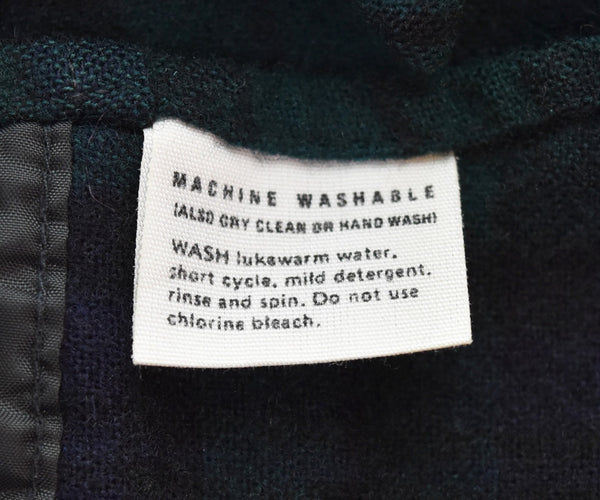 MACHINE WASHABLE
(ALSO DRY CLEAN OR HAND WASH)
WASH lukewarm water,
short cycle, mild detergent,
rinse and spin. Do not use
chlorine bleach.